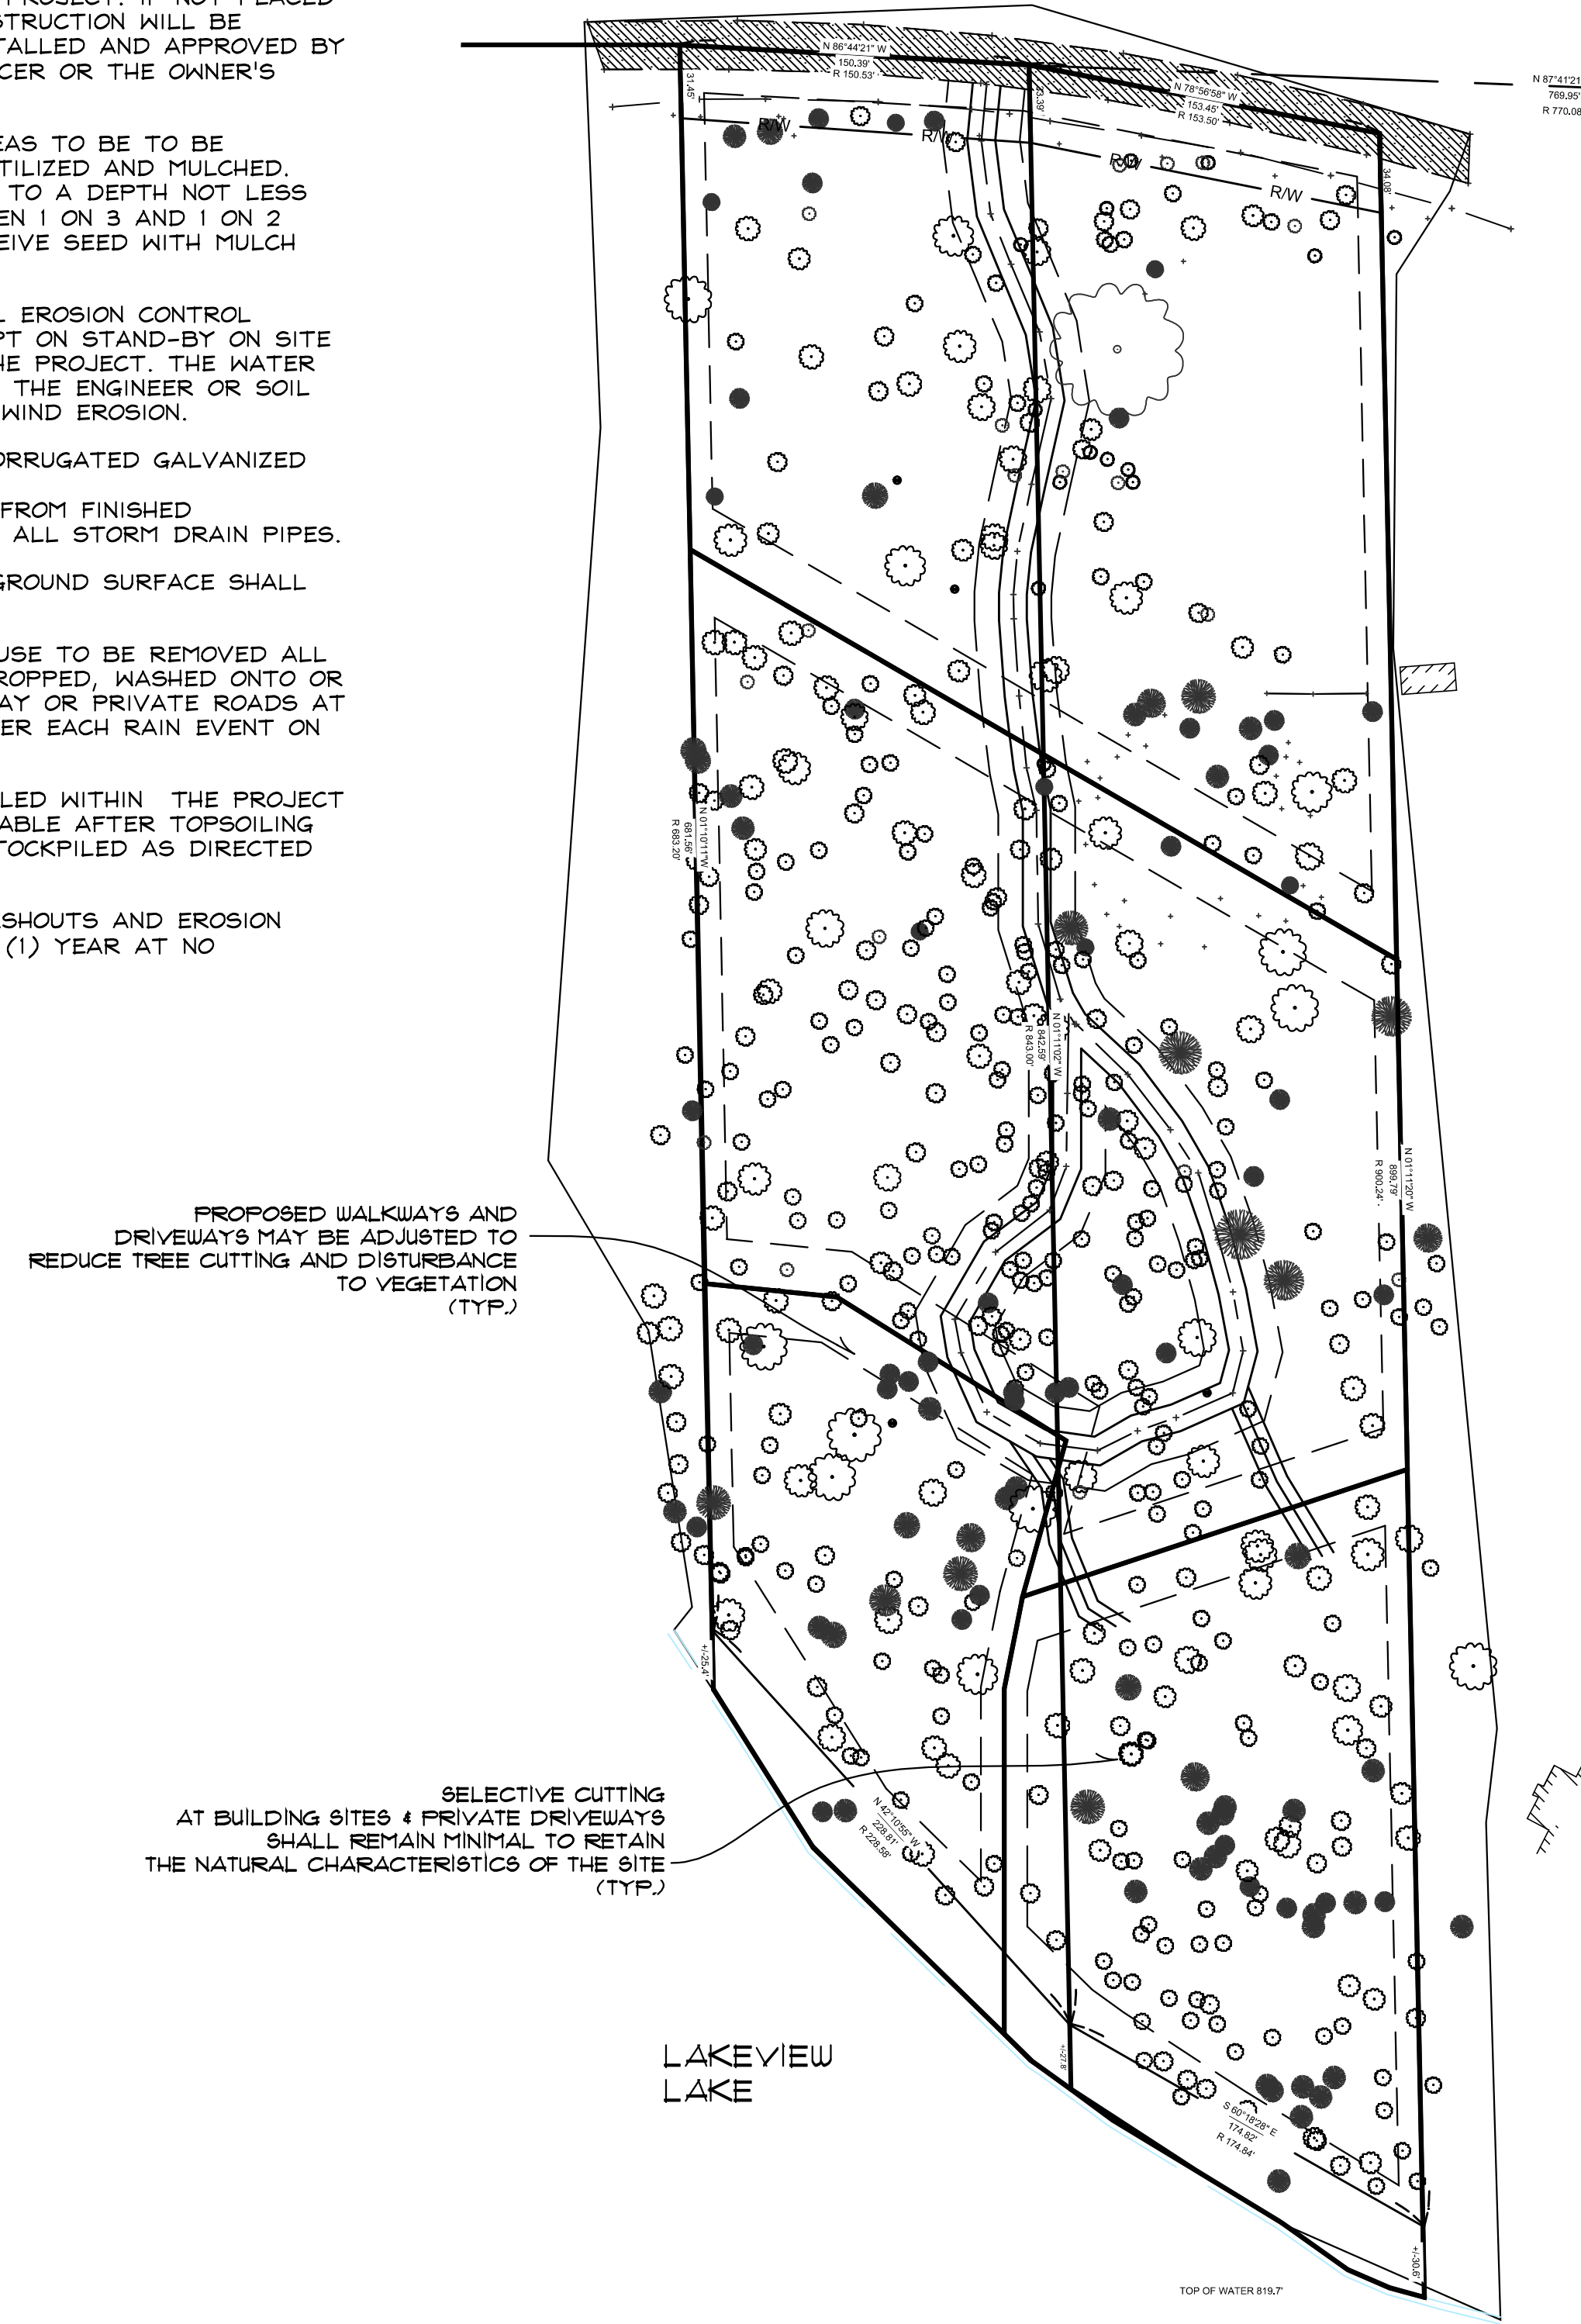 PROJECT. IF NOT PLACED
STRUCTION WILL BE
TALLED AND APPROVED BY
CER OR THE OWNER'S
EAS TO BE TO BE
TILIZED AND MULCHED.
TO A DEPTH NOT LESS
EN 1 ON 3 AND 1 ON 2
EIVE SEED WITH MULCH
L EROSION CONTROL
PT ON STAND-BY ON SITE
HE PROJECT. THE WATER
THE ENGINEER OR SOIL
WIND EROSION.
ORRUGATED GALVANIZED
FROM FINISHED
ALL STORM DRAIN PIPES.
GROUND SURFACE SHALL
USE TO BE REMOVED ALL
ROPPED, WASHED ONTO OR
AY OR PRIVATE ROADS AT
ER EACH RAIN EVENT ON
LED WITHIN THE PROJECT
ABLE AFTER TOPSOILING
TOCKPILED AS DIRECTED
SHOUTS AND EROSION
(1) YEAR AT NO
N 86°44'21" W
150.39'
R 150.53'
N 78°56'58" W
153.45'
R 153.50'
N 87°41'21
769.95'
R 770.08
31.45'
34.08'
R/W
R/W
R/W
R/W
N 01°10'11"W
681.56'
R 683.20'
N 01°11'02" W
842.59'
R 843.00'
N 01°11'20" W
899.79'
R 900.24'
PROPOSED WALKWAYS AND
DRIVEWAYS MAY BE ADJUSTED TO
REDUCE TREE CUTTING AND DISTURBANCE
TO VEGETATION
(TYP.)
+/-25.4'
SELECTIVE CUTTING
AT BUILDING SITES & PRIVATE DRIVEWAYS
SHALL REMAIN MINIMAL TO RETAIN
THE NATURAL CHARACTERISTICS OF THE SITE
(TYP.)
N 42°10'55" W
228.81'
R 228.58'
LAKEVIEW
LAKE
+/-27.8'
S 60°18'28" E
174.82'
R 174.84'
+/-30.6'
TOP OF WATER 819.7'